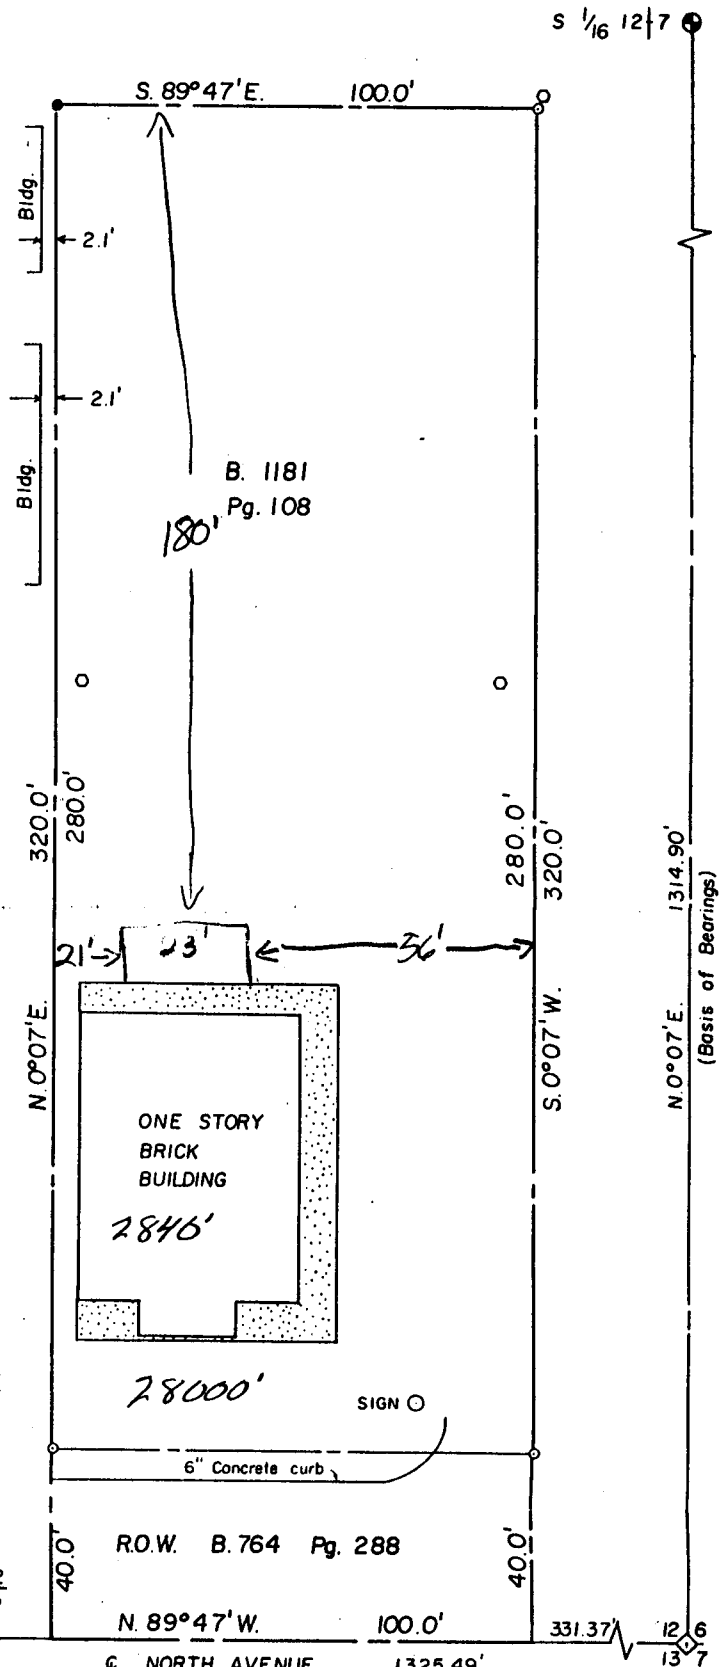 S 1/16 12 7
S. 89° 47' E. 100.0'
Bldg.
2.1'
2.1'
Bldg.
B. 1181
Pg. 108
180'
320.0'
280.0'
280.0'
320.0'
N. 0° 07' E.
S. 0° 07' W.
N. 0° 07' E. 1314.90'
(Basis of Bearings)
21' 23' 56'
ONE STORY
BRICK
BUILDING
2840'
28000'
SIGN
6" Concrete curb
40.0'
R.O.W. B. 764 Pg. 288
40.0'
N. 89° 47' W. 100.0'
331.37'
12 6
13 7
℄ NORTH AVENUE 1325.49'